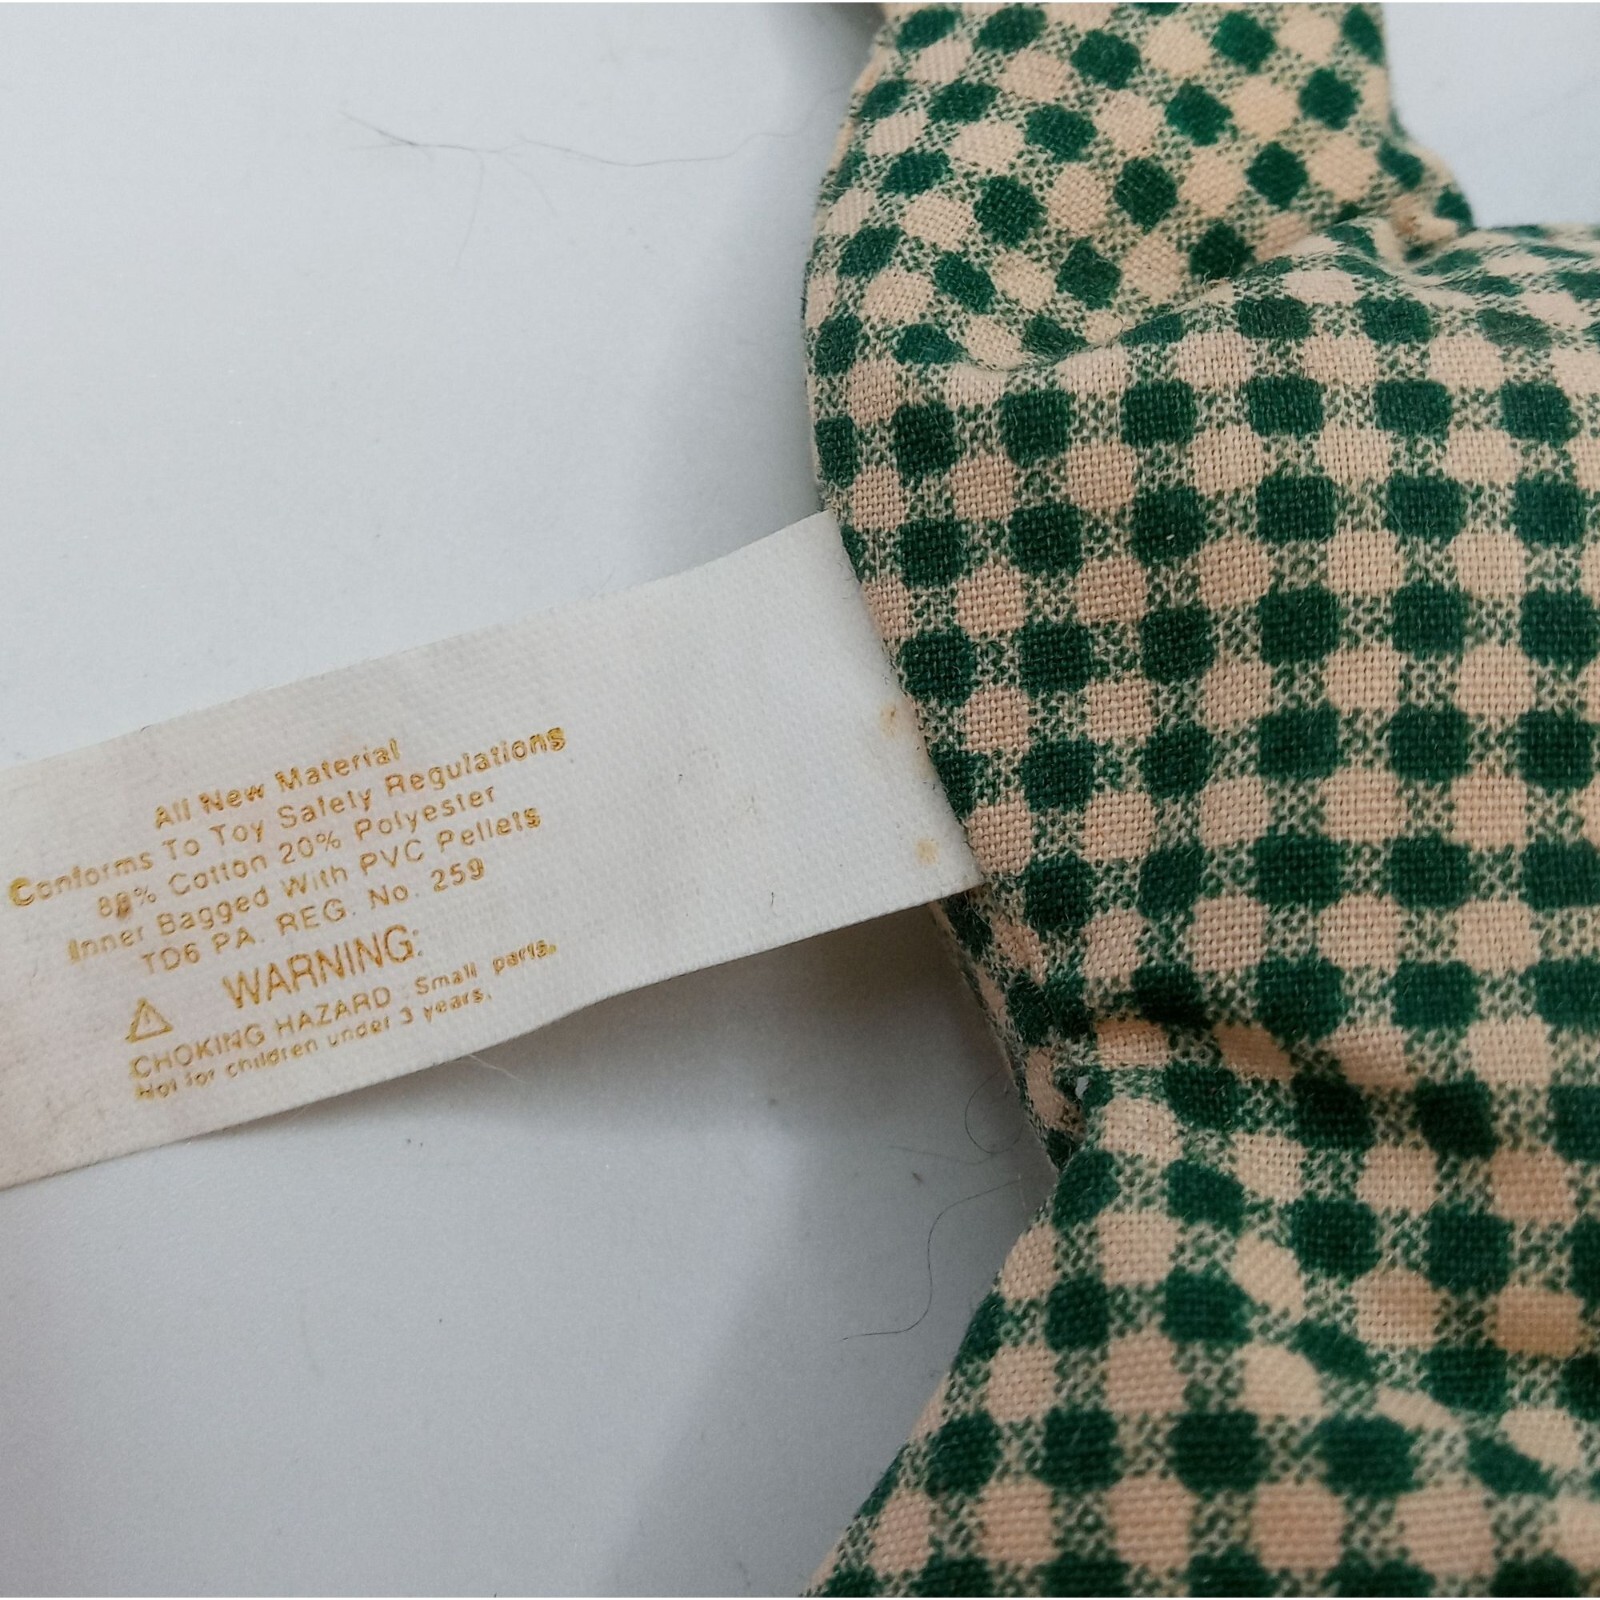 All New Material
Conforms To Toy Safety Regulations
80% Cotton 20% Polyester
Inner Bagged With PVC Pellets
TD6 PA. REG. No. 259
WARNING:
CHOKING HAZARD. Small parts.
Not for children under 3 years.